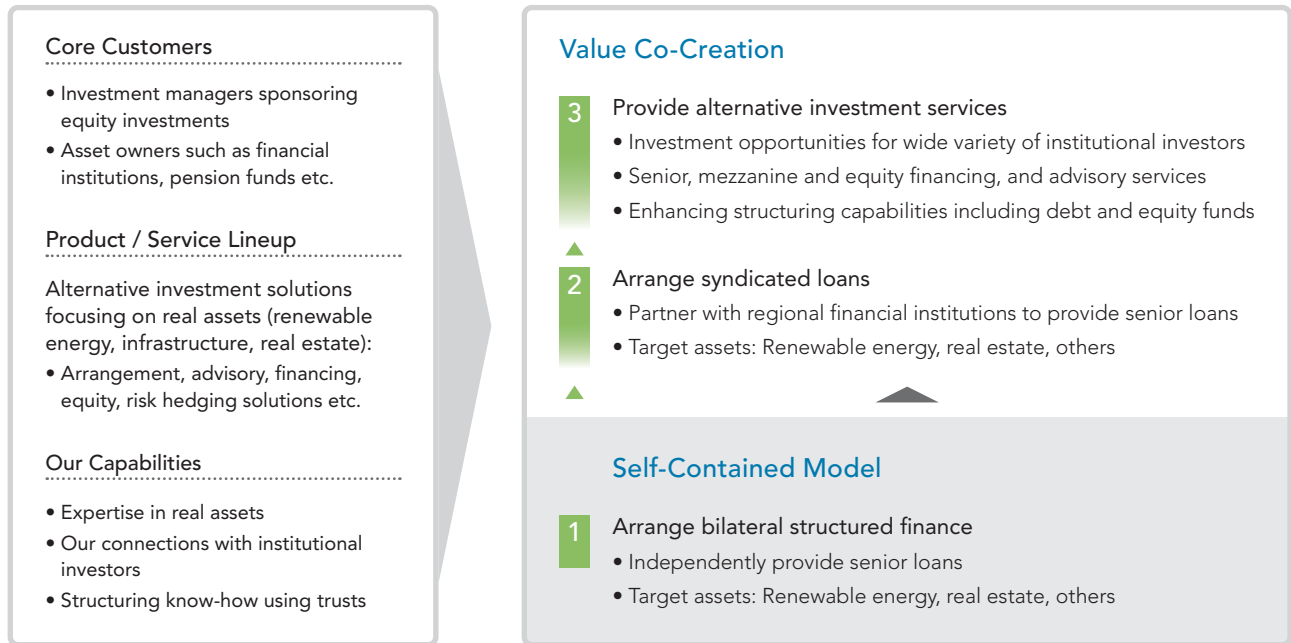 Core Customers
• Investment managers sponsoring
equity investments
• Asset owners such as financial
institutions, pension funds etc.
Product / Service Lineup
Alternative investment solutions
focusing on real assets (renewable
energy, infrastructure, real estate):
• Arrangement, advisory, financing,
equity, risk hedging solutions etc.
Our Capabilities
• Expertise in real assets
• Our connections with institutional
investors
• Structuring know-how using trusts
Value Co-Creation
3 Provide alternative investment services
• Investment opportunities for wide variety of institutional investors
• Senior, mezzanine and equity financing, and advisory services
• Enhancing structuring capabilities including debt and equity funds
2 Arrange syndicated loans
• Partner with regional financial institutions to provide senior loans
• Target assets: Renewable energy, real estate, others
Self-Contained Model
1 Arrange bilateral structured finance
• Independently provide senior loans
• Target assets: Renewable energy, real estate, others